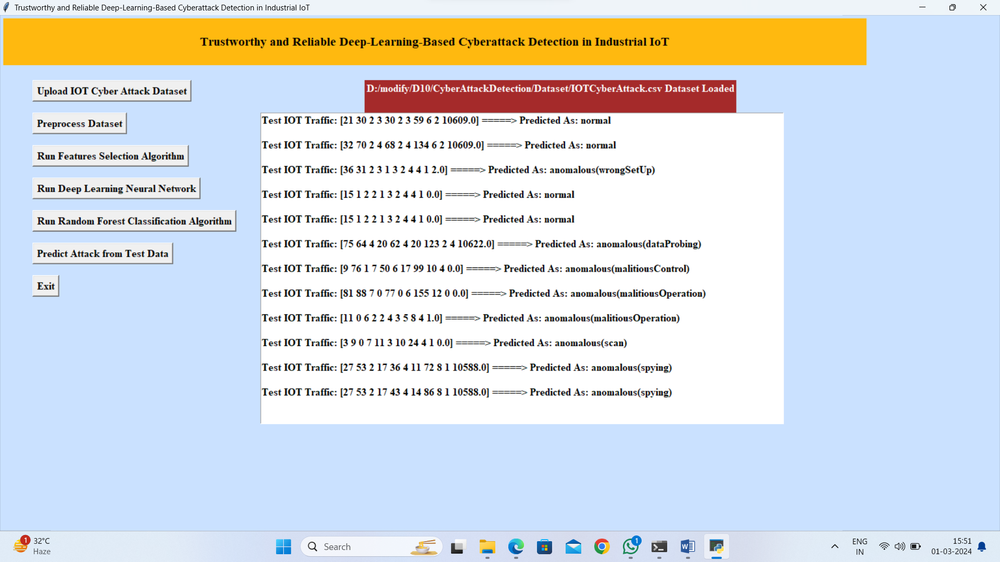 Trustworthy and Reliable Deep-Learning-Based Cyberattack Detection in Industrial IoT
Trustworthy and Reliable Deep-Learning-Based Cyberattack Detection in Industrial IoT
Upload IOT Cyber Attack Dataset
D:/modify/D10/CyberAttackDetection/Dataset/IOTCyberAttack.csv Dataset Loaded
Preprocess Dataset
Run Features Selection Algorithm
Run Deep Learning Neural Network
Run Random Forest Classification Algorithm
Predict Attack from Test Data
Exit
Test IOT Traffic: [21 30 2 3 30 2 3 59 6 2 10609.0] =====> Predicted As: normal
Test IOT Traffic: [32 70 2 4 68 2 4 134 6 2 10609.0] =====> Predicted As: normal
Test IOT Traffic: [36 31 2 3 1 3 2 4 4 1 2.0] =====> Predicted As: anomalous(wrongSetUp)
Test IOT Traffic: [15 1 2 2 1 3 2 4 4 1 0.0] =====> Predicted As: normal
Test IOT Traffic: [15 1 2 2 1 3 2 4 4 1 0.0] =====> Predicted As: normal
Test IOT Traffic: [75 64 4 20 62 4 20 123 2 4 10622.0] =====> Predicted As: anomalous(dataProbing)
Test IOT Traffic: [9 76 1 7 50 6 17 99 10 4 0.0] =====> Predicted As: anomalous(malitiousControl)
Test IOT Traffic: [81 88 7 0 77 0 6 155 12 0 0.0] =====> Predicted As: anomalous(malitiousOperation)
Test IOT Traffic: [11 0 6 2 2 4 3 5 8 4 1.0] =====> Predicted As: anomalous(malitiousOperation)
Test IOT Traffic: [3 9 0 7 11 3 10 24 4 1 0.0] =====> Predicted As: anomalous(scan)
Test IOT Traffic: [27 53 2 17 36 4 11 72 8 1 10588.0] =====> Predicted As: anomalous(spying)
Test IOT Traffic: [27 53 2 17 43 4 14 86 8 1 10588.0] =====> Predicted As: anomalous(spying)
1
32°C
Haze
Search
1
ENG
IN
15:51
01-03-2024